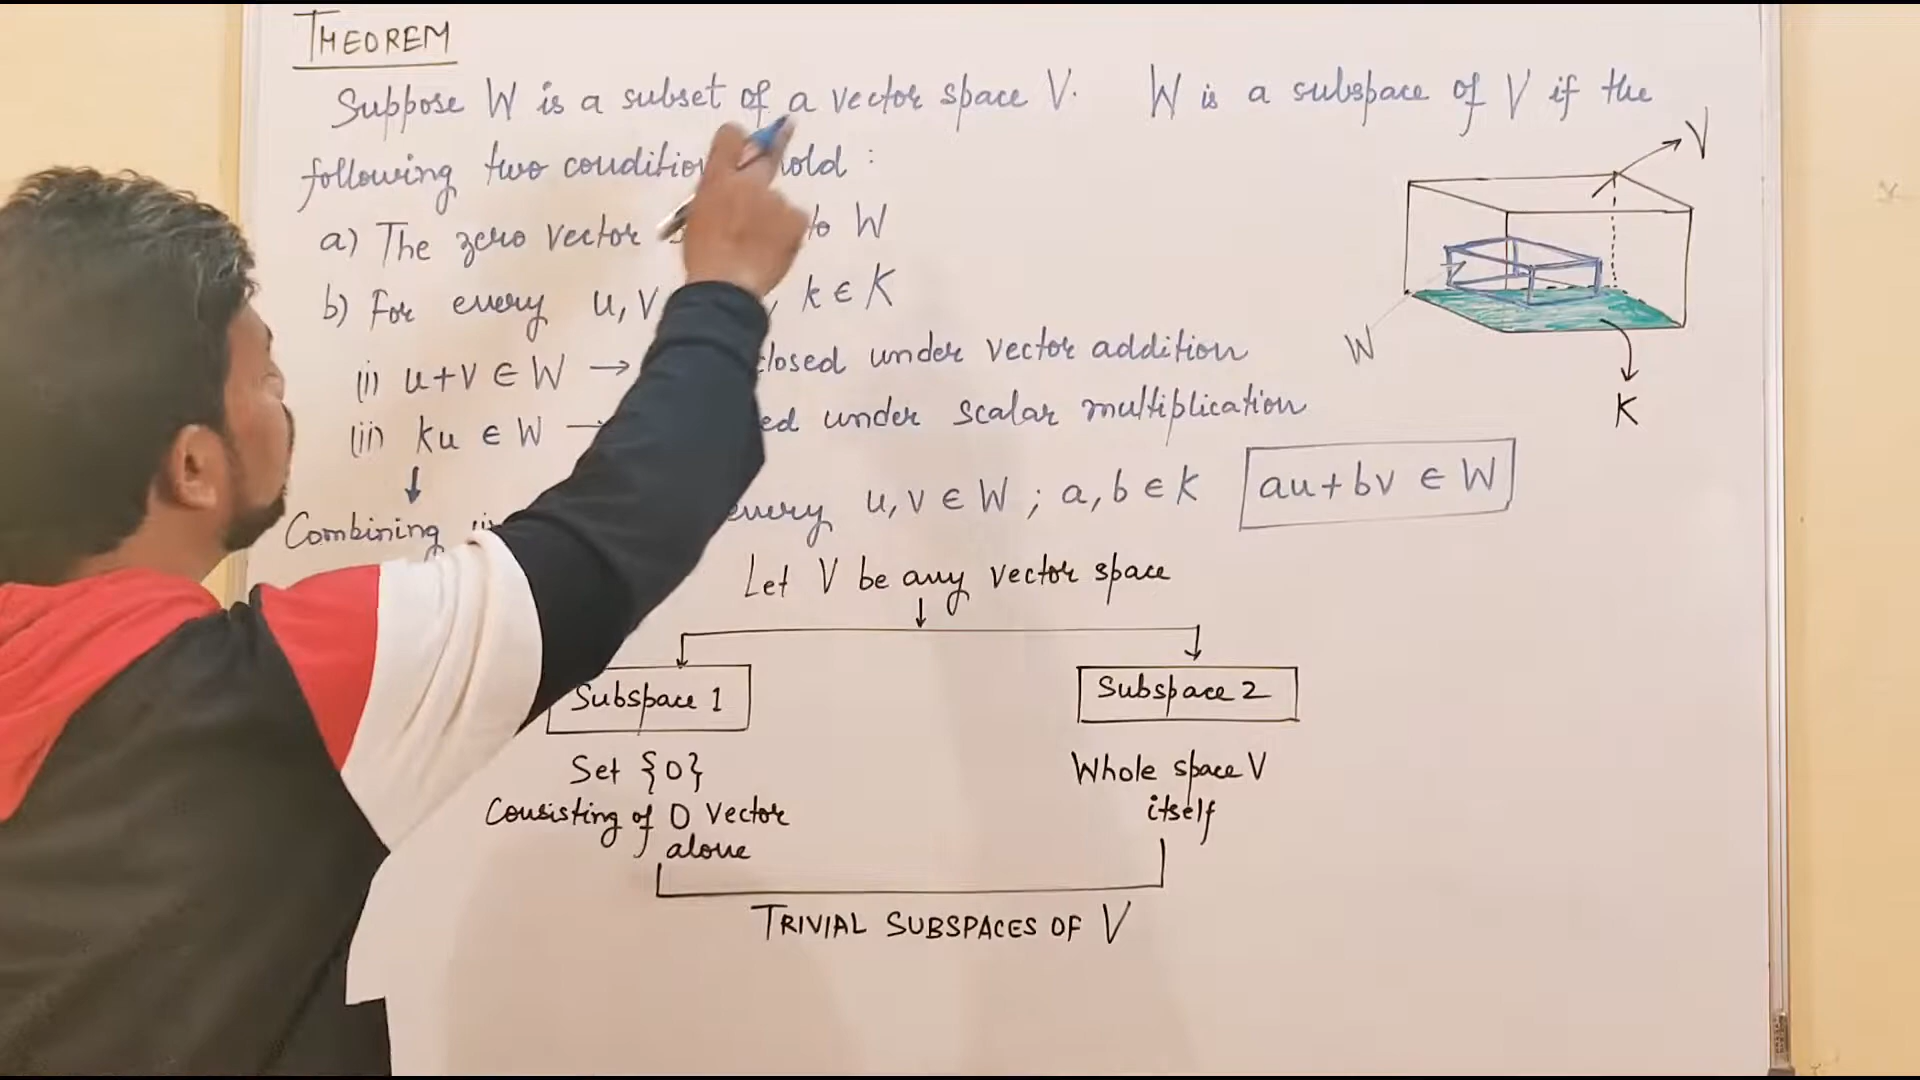 THEOREM
Suppose W is a subset of a vector space V. W is a subspace of V if the
following two condition hold :
a) The zero vector to W
b) For every u, v , k ∈ K
(i) u+v ∈ W → closed under vector addition
(ii) ku ∈ W → under scalar multiplication
Combining every u, v ∈ W ; a, b ∈ K au+bv ∈ W
Let V be any vector space
Subspace 1 Subspace 2
Set {0} Whole space V
Consisting of 0 vector itself
alone
TRIVIAL SUBSPACES OF V
V
W
K